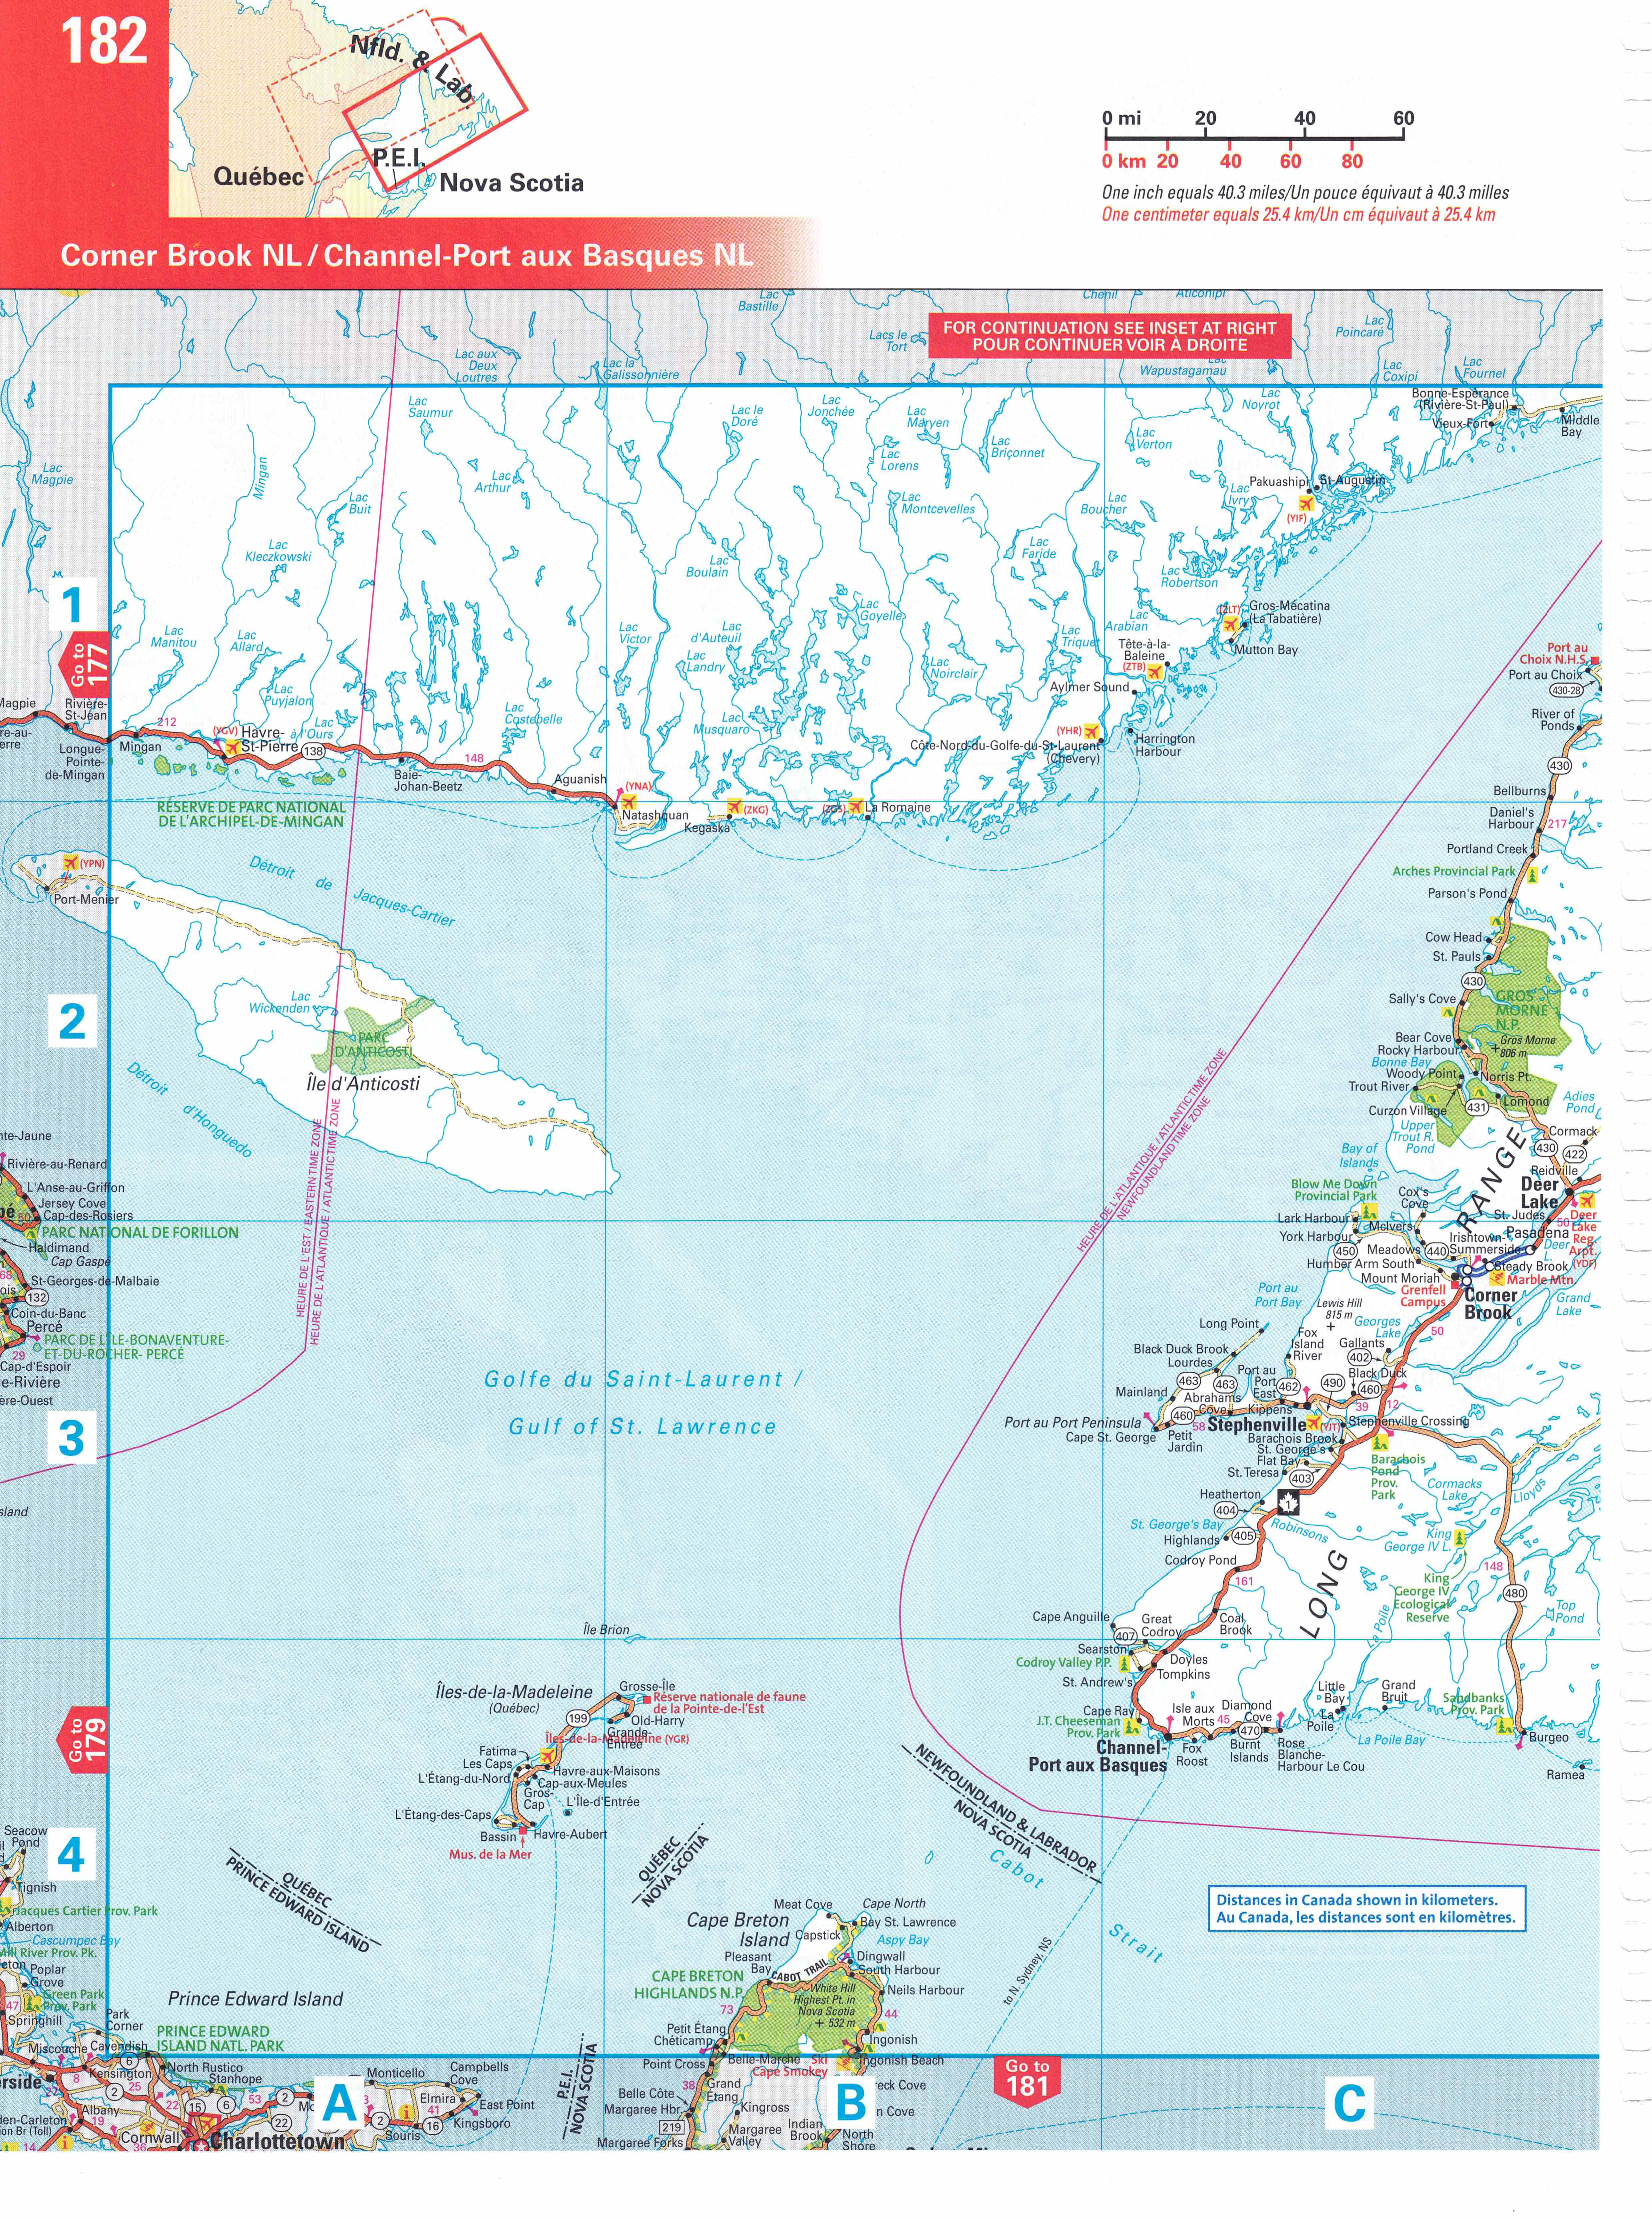 182
Nfld. & Lab.
P.E.I.
Québec
Nova Scotia
0 mi 20 40 60
0 km 20 40 60 80
One inch equals 40.3 miles/Un pouce équivaut à 40.3 milles
One centimeter equals 25.4 km/Un cm équivaut à 25.4 km
Corner Brook NL / Channel-Port aux Basques NL
Lac
Bastille
Chenil
Aticonipi
FOR CONTINUATION SEE INSET AT RIGHT
POUR CONTINUER VOIR À DROITE
Lacs le
Tort
Lac
Poincaré
Lac aux
Deux
Loutres
Lac la
Galissonnière
Lac
Wapustagamau
Lac
Coxipi
Lac
Fournel
Lac
Saumur
Lac le
Doré
Lac
Jonchée
Lac
Maryen
Lac
Noyrot
Bonne-Espérance
(Rivière-St-Paul)
Vieux-Fort
Middle
Bay
Lac
Verton
Lac
Briçonnet
Lac
Lorens
Lac
Magpie
Mingan
Lac
Arthur
Lac
Buit
Lac
Montcevelles
Lac
Boucher
Lac
Ivry
Pakuashipi
St-Augustin
(YIF)
Lac
Kleczkowski
Lac
Boulain
Lac
Faride
Lac
Robertson
1
Go to
177
Lac
Manitou
Lac
Allard
Lac
Victor
Lac
d'Auteuil
Lac
Landry
Lac
Goyelle
Lac
Noirclair
Lac
Triquet
Lac
Arabian
(ZLT)
Gros-Mécatina
(La Tabatière)
Mutton Bay
Tête-à-la-
Baleine
(ZTB)
Aylmer Sound
Port au
Choix N.H.S.
Port au Choix
430-28
River of
Ponds
Lac
Puyjalon
Lac
à l'Ours
Lac
Costebelle
Lac
Musquaro
Magpie
Rivière-
St-Jean
Longue-
Pointe-
de-Mingan
212
Mingan
(YGV)
Havre-
St-Pierre
138
148
Baie-
Johan-Beetz
Aguanish
(YNA)
Natashquan
Kegaska
(ZKG)
La Romaine
(YHR)
Côte-Nord-du-Golfe-du-St-Laurent
(Chevery)
Harrington
Harbour
430
Bellburns
Daniel's
Harbour
217
Portland Creek
Arches Provincial Park
Parson's Pond
RÉSERVE DE PARC NATIONAL
DE L'ARCHIPEL-DE-MINGAN
(YPN)
Port-Menier
Détroit de Jacques-Cartier
2
Lac
Wickenden
PARC
D'ANTICOSTI
Île d'Anticosti
Détroit d'Honguedo
Cow Head
St. Pauls
430
Sally's Cove
GROS
MORNE
N.P.
Gros Morne
806 m
Bear Cove
Rocky Harbour
Bonne Bay
Woody Point
Norris Pt.
Trout River
Curzon Village
431
Lomond
Adies
Pond
Upper
Trout R.
Pond
Cormack
430
422
Reidville
HEURE DE L'EST / EASTERN TIME ZONE
HEURE DE L'ATLANTIQUE / ATLANTIC TIME ZONE
HEURE DE L'ATLANTIQUE / ATLANTIC TIME ZONE
NEWFOUNDLAND TIME ZONE
Rivière-au-Renard
L'Anse-au-Griffon
Jersey Cove
Cap-des-Rosiers
50
PARC NATIONAL DE FORILLON
Haldimand
Cap Gaspé
68
St-Georges-de-Malbaie
132
Coin-du-Banc
Percé
PARC DE L'ÎLE-BONAVENTURE-
ET-DU-ROCHER- PERCÉ
29
Cap-d'Espoir
Bay of
Islands
Blow Me Down
Provincial Park
Cox's
Cove
RANGE
Deer
Lake
Lark Harbour
McIvers
York Harbour
450
Meadows
440
Irishtown-
Summerside
St. Judes
Pasadena
50
Deer
Lake
Reg.
Arpt.
(YDF)
Deer
L.
Humber Arm South
Steady Brook
Marble Mtn.
Mount Moriah
Grenfell
Campus
Corner
Brook
Grand
Lake
Port au
Port Bay
Lewis Hill
815 m
Georges
Lake
50
Long Point
Fox
Island
River
Gallants
402
Black Duck Brook
Lourdes
463
463
Port au
Port
East
462
490
Black Duck
460
Mainland
Abrahams
Cove
Kippens
39
12
Port au Port Peninsula
Cape St. George
460
58
Stephenville
(YJT)
Stephenville Crossing
Petit
Jardin
Barachois Brook
St. George's
Flat Bay
St. Teresa
403
Barachois
Pond
Prov.
Park
Heatherton
404
1
Cormacks
Lake
Lloyds
St. George's Bay
Highlands
405
Robinsons
King
George IV L.
Codroy Pond
161
King
George IV
Ecological
Reserve
148
480
Top
Pond
LONG
La Poile
3
Golfe du Saint-Laurent /
Gulf of St. Lawrence
Île Brion
Cape Anguille
407
Great
Codroy
Coal
Brook
Searston
Codroy Valley P.P.
Doyles
Tompkins
St. Andrew's
Cape Ray
J.T. Cheeseman
Prov. Park
Isle aux
Morts
45
Diamond
Cove
470
Little
Bay
La
Poile
Grand
Bruit
Sandbanks
Prov. Park
Channel-
Port aux Basques
Fox
Roost
Burnt
Islands
Rose
Blanche-
Harbour Le Cou
La Poile Bay
Burgeo
Ramea
Go to
179
Îles-de-la-Madeleine
(Québec)
Grosse-Île
Réserve nationale de faune
de la Pointe-de-l'Est
199
Old-Harry
Grande-
Entrée
Îles-de-la-Madeleine (YGR)
Fatima
Les Caps
L'Étang-du-Nord
Havre-aux-Maisons
Cap-aux-Meules
Gros-
Cap
L'Île-d'Entrée
L'Étang-des-Caps
Bassin
Havre-Aubert
Mus. de la Mer
4
QUÉBEC
PRINCE EDWARD ISLAND
QUÉBEC
NOVA SCOTIA
NEWFOUNDLAND & LABRADOR
NOVA SCOTIA
Cabot Strait
to N. Sydney, NS
Distances in Canada shown in kilometers.
Au Canada, les distances sont en kilomètres.
Seacow
Pond
Tignish
Jacques Cartier Prov. Park
Alberton
Cascumpec Bay
Mill River Prov. Pk.
Poplar
Grove
Green Park
Prov. Park
47
Springhill
Park
Corner
Prince Edward Island
PRINCE EDWARD
ISLAND NATL. PARK
Miscouche
Cavendish
Kensington
6
North Rustico
Stanhope
8
2
25
22
15
6
53
2
Albany
19
Cornwall
36
Charlottetown
22
14
A
Monticello
Campbells
Cove
Elmira
41
East Point
2
16
Kingsboro
Souris
P.E.I.
NOVA SCOTIA
Meat Cove
Cape North
Cape Breton
Island
Capstick
Bay St. Lawrence
Aspy Bay
Pleasant
Bay
CABOT TRAIL
Dingwall
South Harbour
CAPE BRETON
HIGHLANDS N.P.
White Hill
Highest Pt. in
Nova Scotia
532 m
Neils Harbour
73
44
Petit Étang
Chéticamp
Ingonish
Point Cross
Belle-Marche
Ski
Cape Smokey
Ingonish Beach
38
Grand
Étang
Belle Côte
Margaree Hbr.
Kingross
B
219
Margaree
Valley
Indian
Brook
North
Shore
Margaree Forks
Go to
181
C